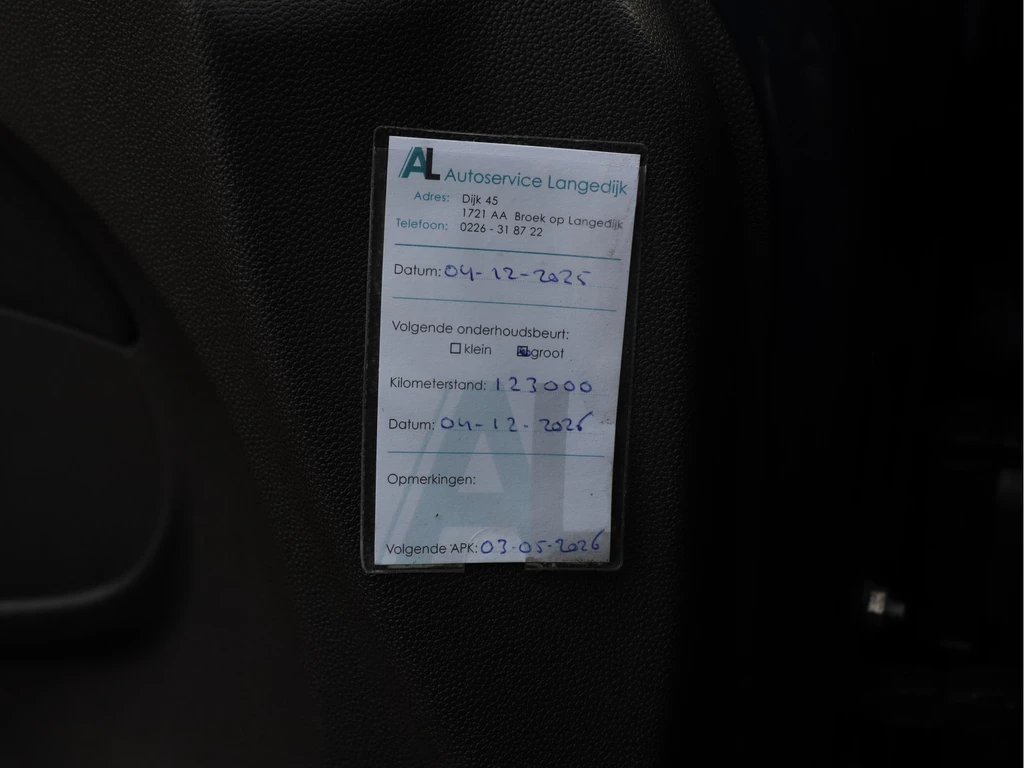 AL Autoservice Langedijk
Adres: Dijk 45
1721 AA Broek op Langedijk
Telefoon: 0226 - 31 87 22
Datum: 04-12-2025
Volgende onderhoudsbeurt:
klein groot
Kilometerstand: 123000
Datum: 04-12-2026
Opmerkingen:
AL
Volgende APK: 03-05-2026